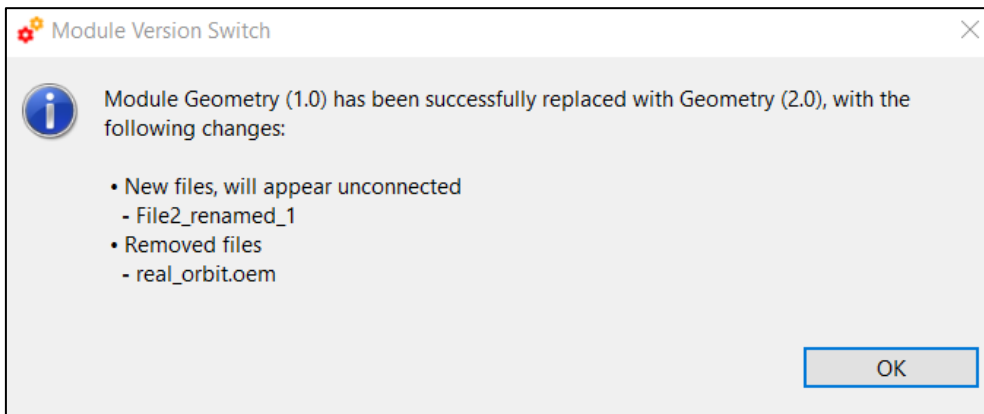 Module Version Switch
Module Geometry (1.0) has been successfully replaced with Geometry (2.0), with the
following changes:
• New files, will appear unconnected
- File2_renamed_1
• Removed files
- real_orbit.oem
OK